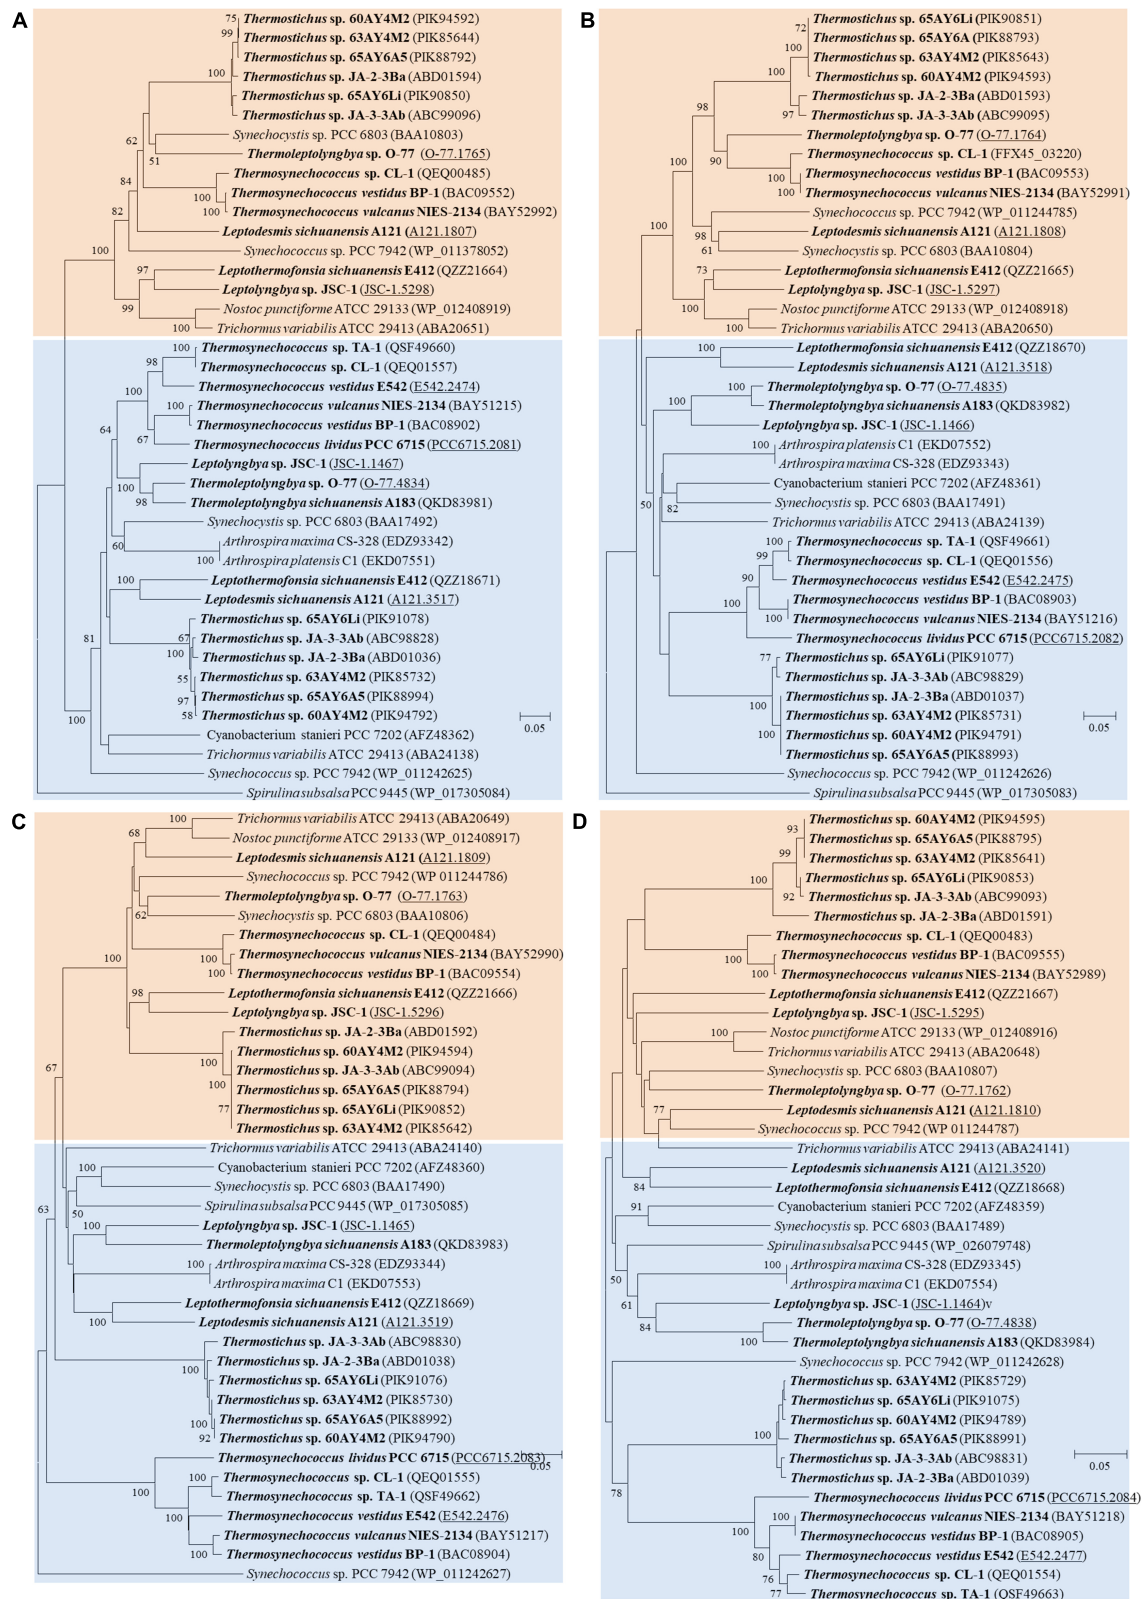 A
75 Thermostichus sp. 60AY4M2 (PIK94592)
99 Thermostichus sp. 63AY4M2 (PIK85644)
Thermostichus sp. 65AY6A5 (PIK88792)
100 Thermostichus sp. JA-2-3Ba (ABD01594)
Thermostichus sp. 65AY6Li (PIK90850)
Thermostichus sp. JA-3-3Ab (ABC99096)
62 Synechocystis sp. PCC 6803 (BAA10803)
51 Thermoleptolyngbya sp. O-77 (O-77.1765)
Thermosynechococcus sp. CL-1 (QEQ00485)
84 100 Thermosynechococcus vestidus BP-1 (BAC09552)
82 100 Thermosynechococcus vulcanus NIES-2134 (BAY52992)
Leptodesmis sichuanensis A121 (A121.1807)
100 Synechococcus sp. PCC 7942 (WP_011378052)
97 Leptothermofonsia sichuanensis E412 (QZZ21664)
Leptolyngbya sp. JSC-1 (JSC-1.5298)
99 Nostoc punctiforme ATCC 29133 (WP_012408919)
100 Trichormus variabilis ATCC 29413 (ABA20651)
100 Thermosynechococcus sp. TA-1 (QSF49660)
98 Thermosynechococcus sp. CL-1 (QEQ01557)
Thermosynechococcus vestidus E542 (E542.2474)
100 100 Thermosynechococcus vulcanus NIES-2134 (BAY51215)
Thermosynechococcus vestidus BP-1 (BAC08902)
64 67 Thermosynechococcus lividus PCC 6715 (PCC6715.2081)
Leptolyngbya sp. JSC-1 (JSC-1.1467)
100 Thermoleptolyngbya sp. O-77 (O-77.4834)
98 Thermoleptolyngbya sichuanensis A183 (QKD83981)
Synechocystis sp. PCC 6803 (BAA17492)
60 Arthrospira maxima CS-328 (EDZ93342)
100 Arthrospira platensis C1 (EKD07551)
100 Leptothermofonsia sichuanensis E412 (QZZ18671)
Leptodesmis sichuanensis A121 (A121.3517)
Thermostichus sp. 65AY6Li (PIK91078)
81 67 Thermostichus sp. JA-3-3Ab (ABC98828)
100 Thermostichus sp. JA-2-3Ba (ABD01036)
55 Thermostichus sp. 63AY4M2 (PIK85732)
97 Thermostichus sp. 65AY6A5 (PIK88994)
100 58 Thermostichus sp. 60AY4M2 (PIK94792)
Cyanobacterium stanieri PCC 7202 (AFZ48362)
0.05
Trichormus variabilis ATCC 29413 (ABA24138)
Synechococcus sp. PCC 7942 (WP_011242625)
Spirulina subsalsa PCC 9445 (WP_017305084)
B
72 Thermostichus sp. 65AY6Li (PIK90851)
Thermostichus sp. 65AY6A (PIK88793)
100 Thermostichus sp. 63AY4M2 (PIK85643)
100 Thermostichus sp. 60AY4M2 (PIK94593)
Thermostichus sp. JA-2-3Ba (ABD01593)
98 97 Thermostichus sp. JA-3-3Ab (ABC99095)
Thermoleptolyngbya sp. O-77 (O-77.1764)
90 Thermosynechococcus sp. CL-1 (FFX45_03220)
100 100 Thermosynechococcus vestidus BP-1 (BAC09553)
100 Thermosynechococcus vulcanus NIES-2134 (BAY52991)
Synechococcus sp. PCC 7942 (WP_011244785)
100 98 Leptodesmis sichuanensis A121 (A121.1808)
61 Synechocystis sp. PCC 6803 (BAA10804)
73 Leptothermofonsia sichuanensis E412 (QZZ21665)
Leptolyngbya sp. JSC-1 (JSC-1.5297)
100 Nostoc punctiforme ATCC 29133 (WP_012408918)
100 Trichormus variabilis ATCC 29413 (ABA20650)
100 Leptothermofonsia sichuanensis E412 (QZZ18670)
Leptodesmis sichuanensis A121 (A121.3518)
100 Thermoleptolyngbya sp. O-77 (O-77.4835)
100 Thermoleptolyngbya sichuanensis A183 (QKD83982)
Leptolyngbya sp. JSC-1 (JSC-1.1466)
100 Arthrospira platensis C1 (EKD07552)
Arthrospira maxima CS-328 (EDZ93343)
Cyanobacterium stanieri PCC 7202 (AFZ48361)
50 82 Synechocystis sp. PCC 6803 (BAA17491)
Trichormus variabilis ATCC 29413 (ABA24139)
100 Thermosynechococcus sp. TA-1 (QSF49661)
99 Thermosynechococcus sp. CL-1 (QEQ01556)
90 Thermosynechococcus vestidus E542 (E542.2475)
Thermosynechococcus vestidus BP-1 (BAC08903)
100 100 Thermosynechococcus vulcanus NIES-2134 (BAY51216)
Thermosynechococcus lividus PCC 6715 (PCC6715.2082)
77 Thermostichus sp. 65AY6Li (PIK91077)
Thermostichus sp. JA-3-3Ab (ABC98829)
100 Thermostichus sp. JA-2-3Ba (ABD01037)
Thermostichus sp. 63AY4M2 (PIK85731)
100 Thermostichus sp. 60AY4M2 (PIK94791)
0.05
Thermostichus sp. 65AY6A5 (PIK88993)
Synechococcus sp. PCC 7942 (WP_011242626)
Spirulina subsalsa PCC 9445 (WP_017305083)
C
100 Trichormus variabilis ATCC 29413 (ABA20649)
68 Nostoc punctiforme ATCC 29133 (WP_012408917)
Leptodesmis sichuanensis A121 (A121.1809)
Synechococcus sp. PCC 7942 (WP 011244786)
Thermoleptolyngbya sp. O-77 (O-77.1763)
62 Synechocystis sp. PCC 6803 (BAA10806)
Thermosynechococcus sp. CL-1 (QEQ00484)
100 100 Thermosynechococcus vulcanus NIES-2134 (BAY52990)
100 Thermosynechococcus vestidus BP-1 (BAC09554)
98 Leptothermofonsia sichuanensis E412 (QZZ21666)
Leptolyngbya sp. JSC-1 (JSC-1.5296)
Thermostichus sp. JA-2-3Ba (ABD01592)
Thermostichus sp. 60AY4M2 (PIK94594)
67 100 Thermostichus sp. JA-3-3Ab (ABC99094)
100 Thermostichus sp. 65AY6A5 (PIK88794)
77 Thermostichus sp. 65AY6Li (PIK90852)
Thermostichus sp. 63AY4M2 (PIK85642)
Trichormus variabilis ATCC 29413 (ABA24140)
100 Cyanobacterium stanieri PCC 7202 (AFZ48360)
Synechocystis sp. PCC 6803 (BAA17490)
63 50 Spirulina subsalsa PCC 9445 (WP_017305085)
100 Leptolyngbya sp. JSC-1 (JSC-1.1465)
Thermoleptolyngbya sichuanensis A183 (QKD83983)
100 Arthrospira maxima CS-328 (EDZ93344)
Arthrospira maxima C1 (EKD07553)
Leptothermofonsia sichuanensis E412 (QZZ18669)
100 Leptodesmis sichuanensis A121 (A121.3519)
Thermostichus sp. JA-3-3Ab (ABC98830)
100 Thermostichus sp. JA-2-3Ba (ABD01038)
Thermostichus sp. 65AY6Li (PIK91076)
Thermostichus sp. 63AY4M2 (PIK85730)
100 Thermostichus sp. 65AY6A5 (PIK88992)
92 Thermostichus sp. 60AY4M2 (PIK94790)
Thermosynechococcus lividus PCC 6715 (PCC6715.2083)
0.05
100 Thermosynechococcus sp. CL-1 (QEQ01555)
100 Thermosynechococcus sp. TA-1 (QSF49662)
100 Thermosynechococcus vestidus E542 (E542.2476)
Thermosynechococcus vulcanus NIES-2134 (BAY51217)
100 Thermosynechococcus vestidus BP-1 (BAC08904)
Synechococcus sp. PCC 7942 (WP_011242627)
D
93 Thermostichus sp. 60AY4M2 (PIK94595)
Thermostichus sp. 65AY6A5 (PIK88795)
99 Thermostichus sp. 63AY4M2 (PIK85641)
100 Thermostichus sp. 65AY6Li (PIK90853)
92 Thermostichus sp. JA-3-3Ab (ABC99093)
Thermostichus sp. JA-2-3Ba (ABD01591)
Thermosynechococcus sp. CL-1 (QEQ00483)
100 Thermosynechococcus vestidus BP-1 (BAC09555)
100 Thermosynechococcus vulcanus NIES-2134 (BAY52989)
Leptothermofonsia sichuanensis E412 (QZZ21667)
Leptolyngbya sp. JSC-1 (JSC-1.5295)
100 Nostoc punctiforme ATCC 29133 (WP_012408916)
Trichormus variabilis ATCC 29413 (ABA20648)
Synechocystis sp. PCC 6803 (BAA10807)
Thermoleptolyngbya sp. O-77 (O-77.1762)
77 Leptodesmis sichuanensis A121 (A121.1810)
Synechococcus sp. PCC 7942 (WP 011244787)
Trichormus variabilis ATCC 29413 (ABA24141)
Leptodesmis sichuanensis A121 (A121.3520)
84 Leptothermofonsia sichuanensis E412 (QZZ18668)
91 Cyanobacterium stanieri PCC 7202 (AFZ48359)
Synechocystis sp. PCC 6803 (BAA17489)
Spirulina subsalsa PCC 9445 (WP_026079748)
50 100 Arthrospira maxima CS-328 (EDZ93345)
Arthrospira maxima C1 (EKD07554)
61 Leptolyngbya sp. JSC-1 (JSC-1.1464)v
84 Thermoleptolyngbya sp. O-77 (O-77.4838)
100 Thermoleptolyngbya sichuanensis A183 (QKD83984)
Synechococcus sp. PCC 7942 (WP_011242628)
Thermostichus sp. 63AY4M2 (PIK85729)
Thermostichus sp. 65AY6Li (PIK91075)
Thermostichus sp. 60AY4M2 (PIK94789)
100 Thermostichus sp. 65AY6A5 (PIK88991)
Thermostichus sp. JA-3-3Ab (ABC98831)
0.05
Thermostichus sp. JA-2-3Ba (ABD01039)
78 Thermosynechococcus lividus PCC 6715 (PCC6715.2084)
100 100 Thermosynechococcus vulcanus NIES-2134 (BAY51218)
Thermosynechococcus vestidus BP-1 (BAC08905)
80 Thermosynechococcus vestidus E542 (E542.2477)
76 Thermosynechococcus sp. CL-1 (QEQ01554)
77 Thermosynechococcus sp. TA-1 (QSF49663)